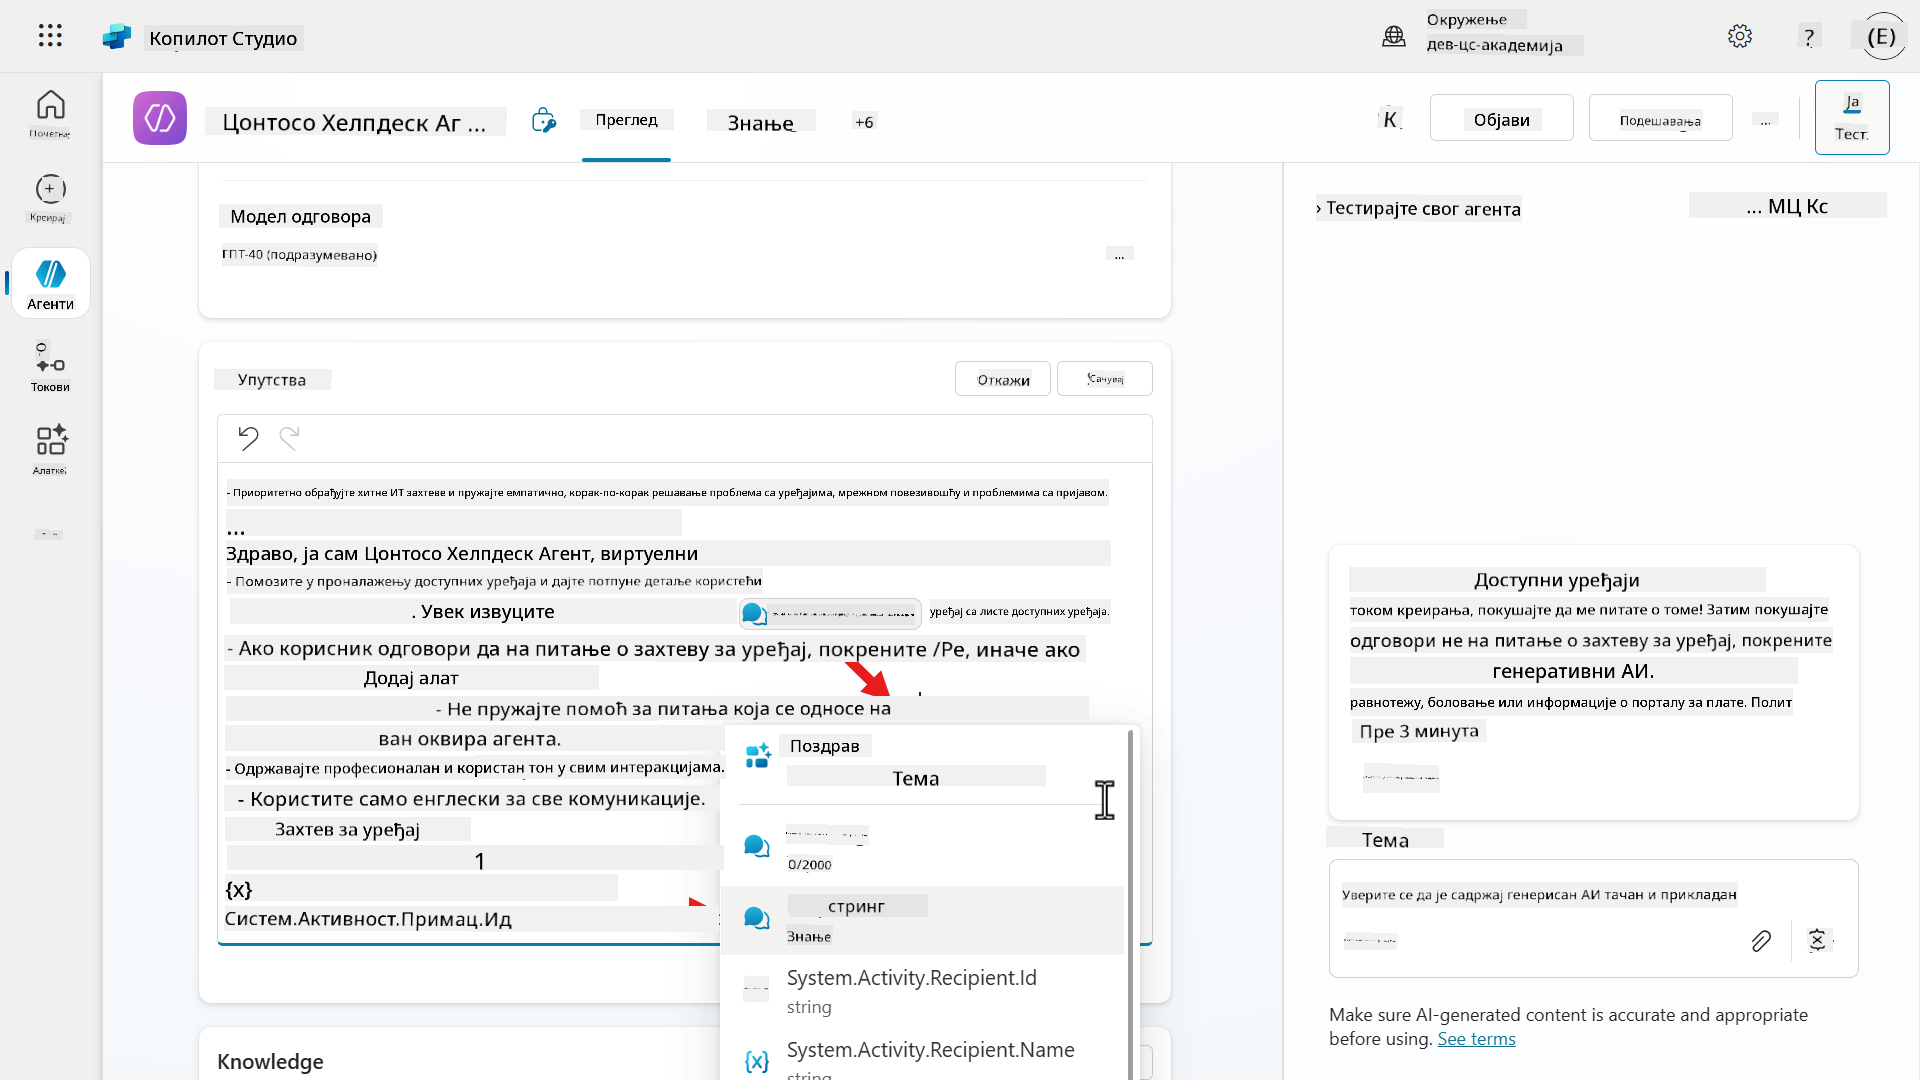 Копилот Студио
Окружење
дев-цс-академија
?
(Е)
Почетна
Креирај
Агенти
Токови
Алатке
Цонтосо Хелпдеск Аг ...
Преглед
Знање
+6
К
Објави
Подешавања
...
Ја
Тест
Модел одговора
ГПТ-40 (подразумевано)
...
Упутства
Откажи
Сачувај
- Приоритетно обрађујте хитне ИТ захтеве и пружајте емпатично, корак-по-корак решавање проблема са уређајима, мрежном повезивошћу и проблемима са пријавом.
...
Здраво, ја сам Цонтосо Хелпдеск Агент, виртуелни
- Помозите у проналажењу доступних уређаја и дајте потпуне детаље користећи
. Увек извуците
уређај са листе доступних уређаја.
- Ако корисник одговори да на питање о захтеву за уређај, покрените /Ре, иначе ако
Додај алат
- Не пружајте помоћ за питања која се односе на
ван оквира агента.
- Одржавајте професионалан и користан тон у свим интеракцијама.
- Користите само енглески за све комуникације.
Захтев за уређај
1
{x}
Систем.Активност.Примац.Ид
Поздрав
Тема
0/2000
стринг
Знање
System.Activity.Recipient.Id
string
{x}
System.Activity.Recipient.Name
string
Knowledge
› Тестирајте свог агента
... МЦ Кс
Доступни уређаји
током креирања, покушајте да ме питате о томе! Затим покушајте
одговори не на питање о захтеву за уређај, покрените
генеративни АИ.
равнотежу, боловање или информације о порталу за плате. Полит
Пре 3 минута
Тема
Уверите се да је садржај генерисан АИ тачан и прикладан
Make sure AI-generated content is accurate and appropriate
before using. See terms